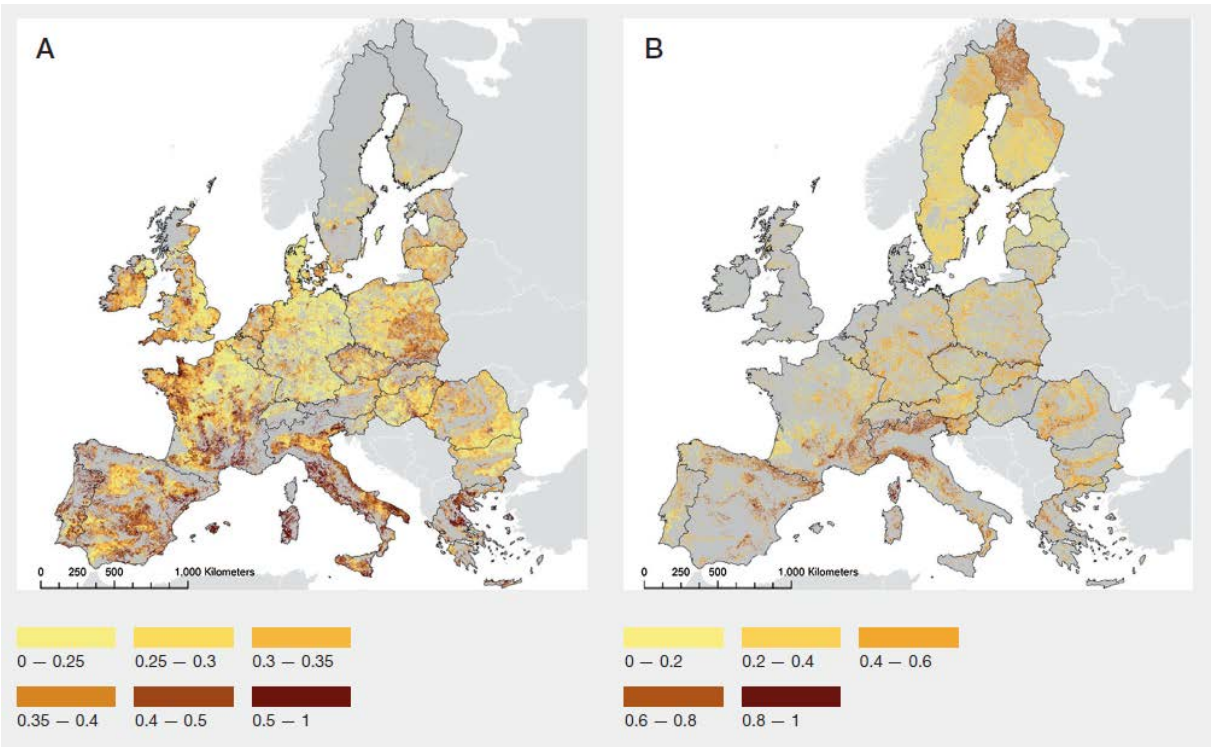 A
B
0 250 500 1.000 Kilometers
0 250 500 1.000 Kilometers
0 — 0.25 0.25 — 0.3 0.3 — 0.35
0.35 — 0.4 0.4 — 0.5 0.5 — 1
0 — 0.2 0.2 — 0.4 0.4 — 0.6
0.6 — 0.8 0.8 — 1